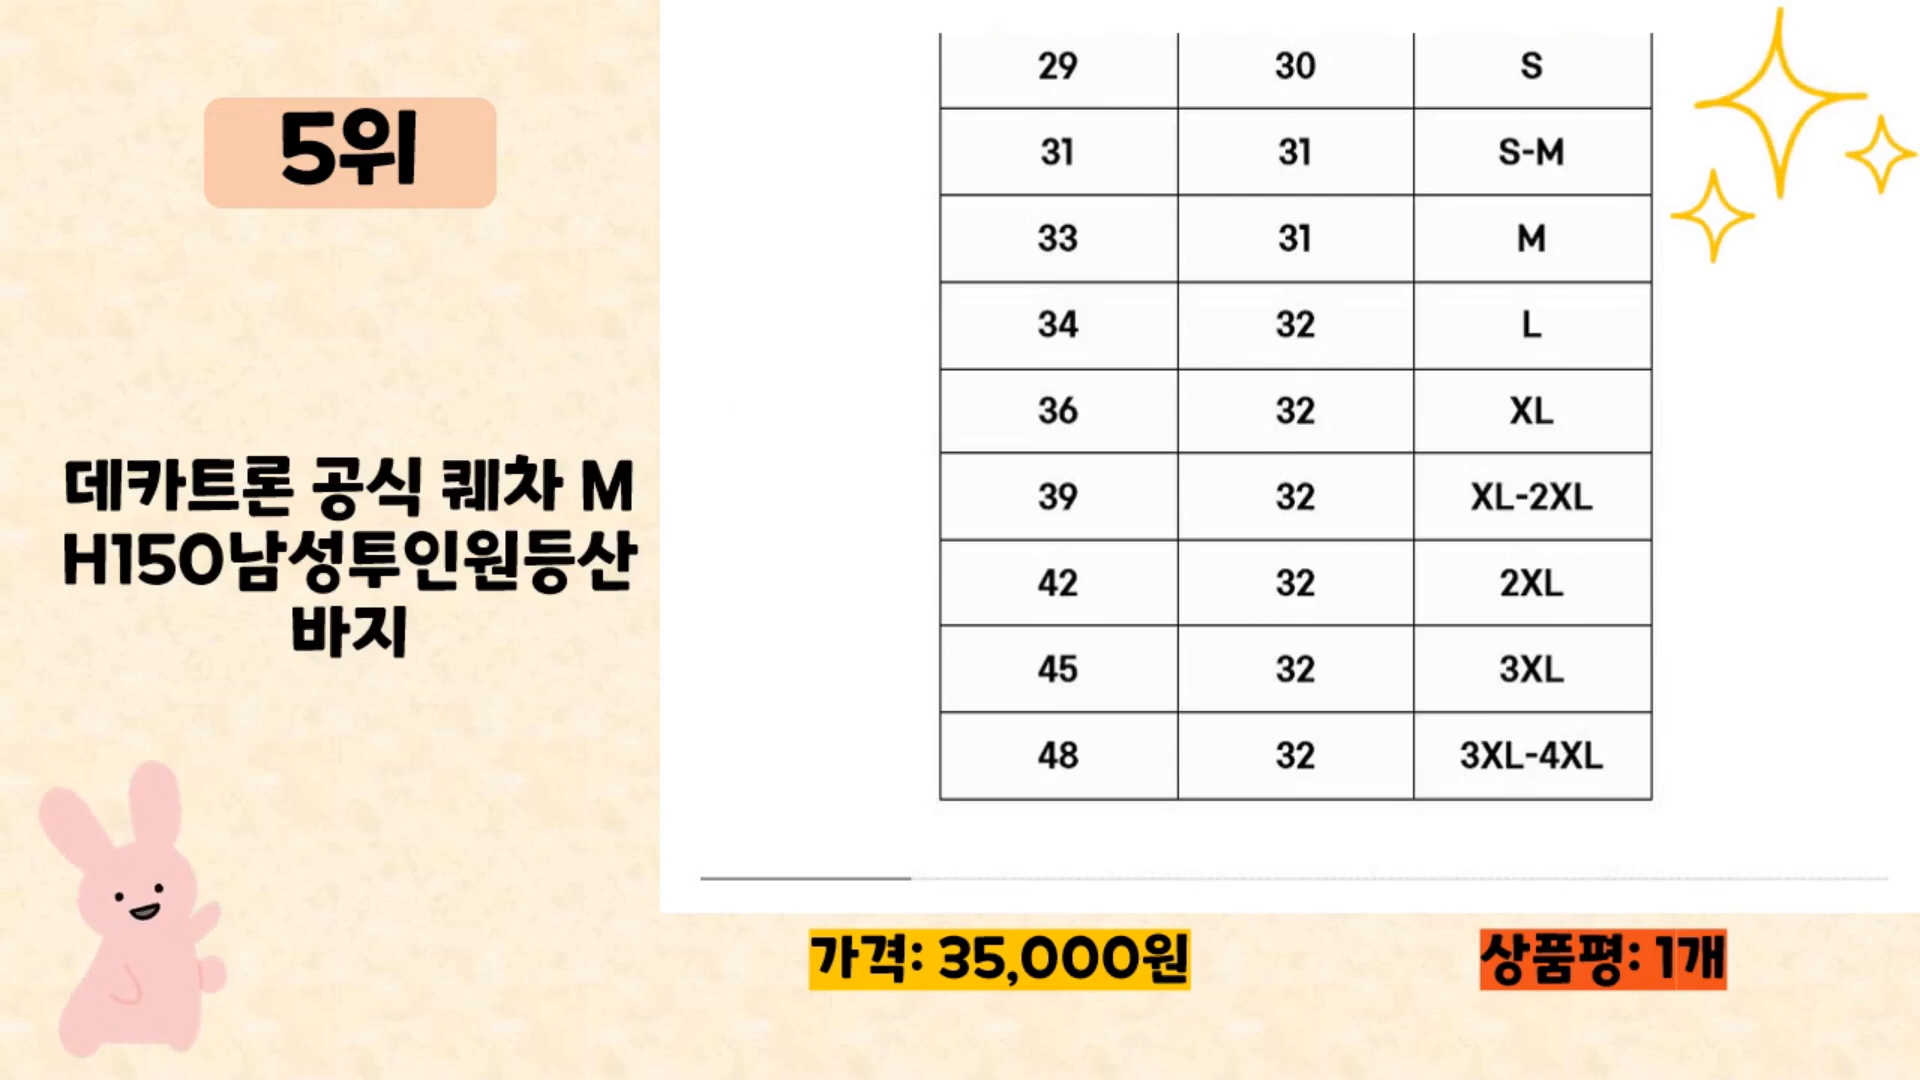 5위
데카트론 공식 퀘차 M
H150남성투인원등산
바지
29 30 S
31 31 S-M
33 31 M
34 32 L
36 32 XL
39 32 XL-2XL
42 32 2XL
45 32 3XL
48 32 3XL-4XL
가격: 35,000원
상품평: 1개